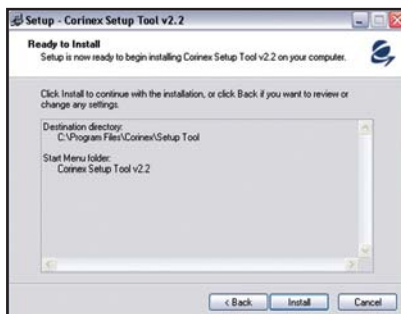 Setup - Corinex Setup Tool v2.2
Ready to Install
Setup is now ready to begin installing Corinex Setup Tool v2.2 on your computer.
Click Install to continue with the installation, or click Back if you want to review or
change any settings.
Destination directory:
C:\Program Files\Corinex\Setup Tool
Start Menu folder:
Corinex Setup Tool v2.2
< Back
Install
Cancel